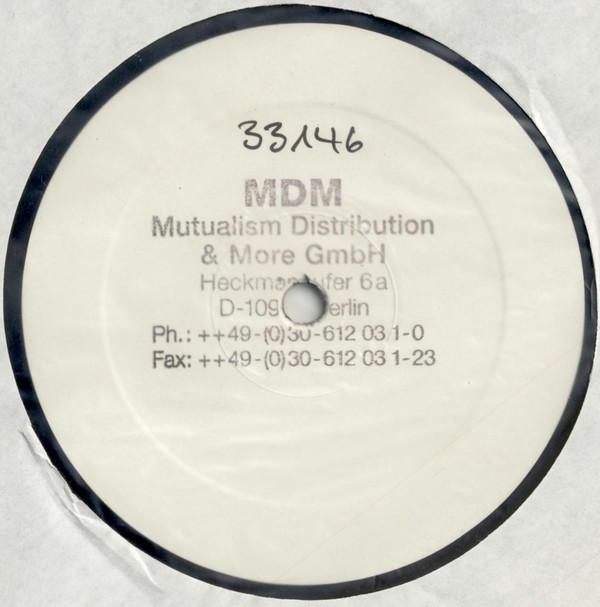 33146
MDM
Mutualism Distribution
& More GmbH
6a
Ph.: ++49-(0)30-612 03 1-0
Fax: ++49-(0)30-612 03 1-23